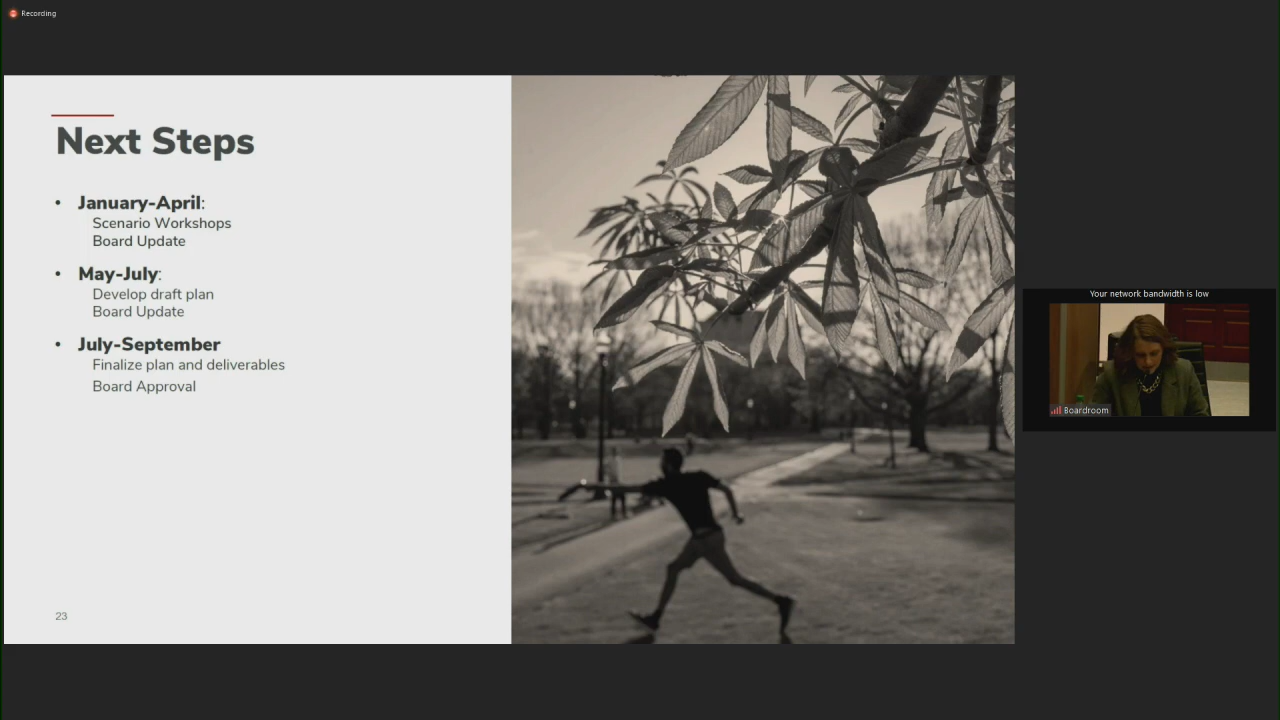 Recording
Next Steps
• January-April:
Scenario Workshops
Board Update
• May-July:
Develop draft plan
Board Update
• July-September
Finalize plan and deliverables
Board Approval
23
Your network bandwidth is low
Boardroom